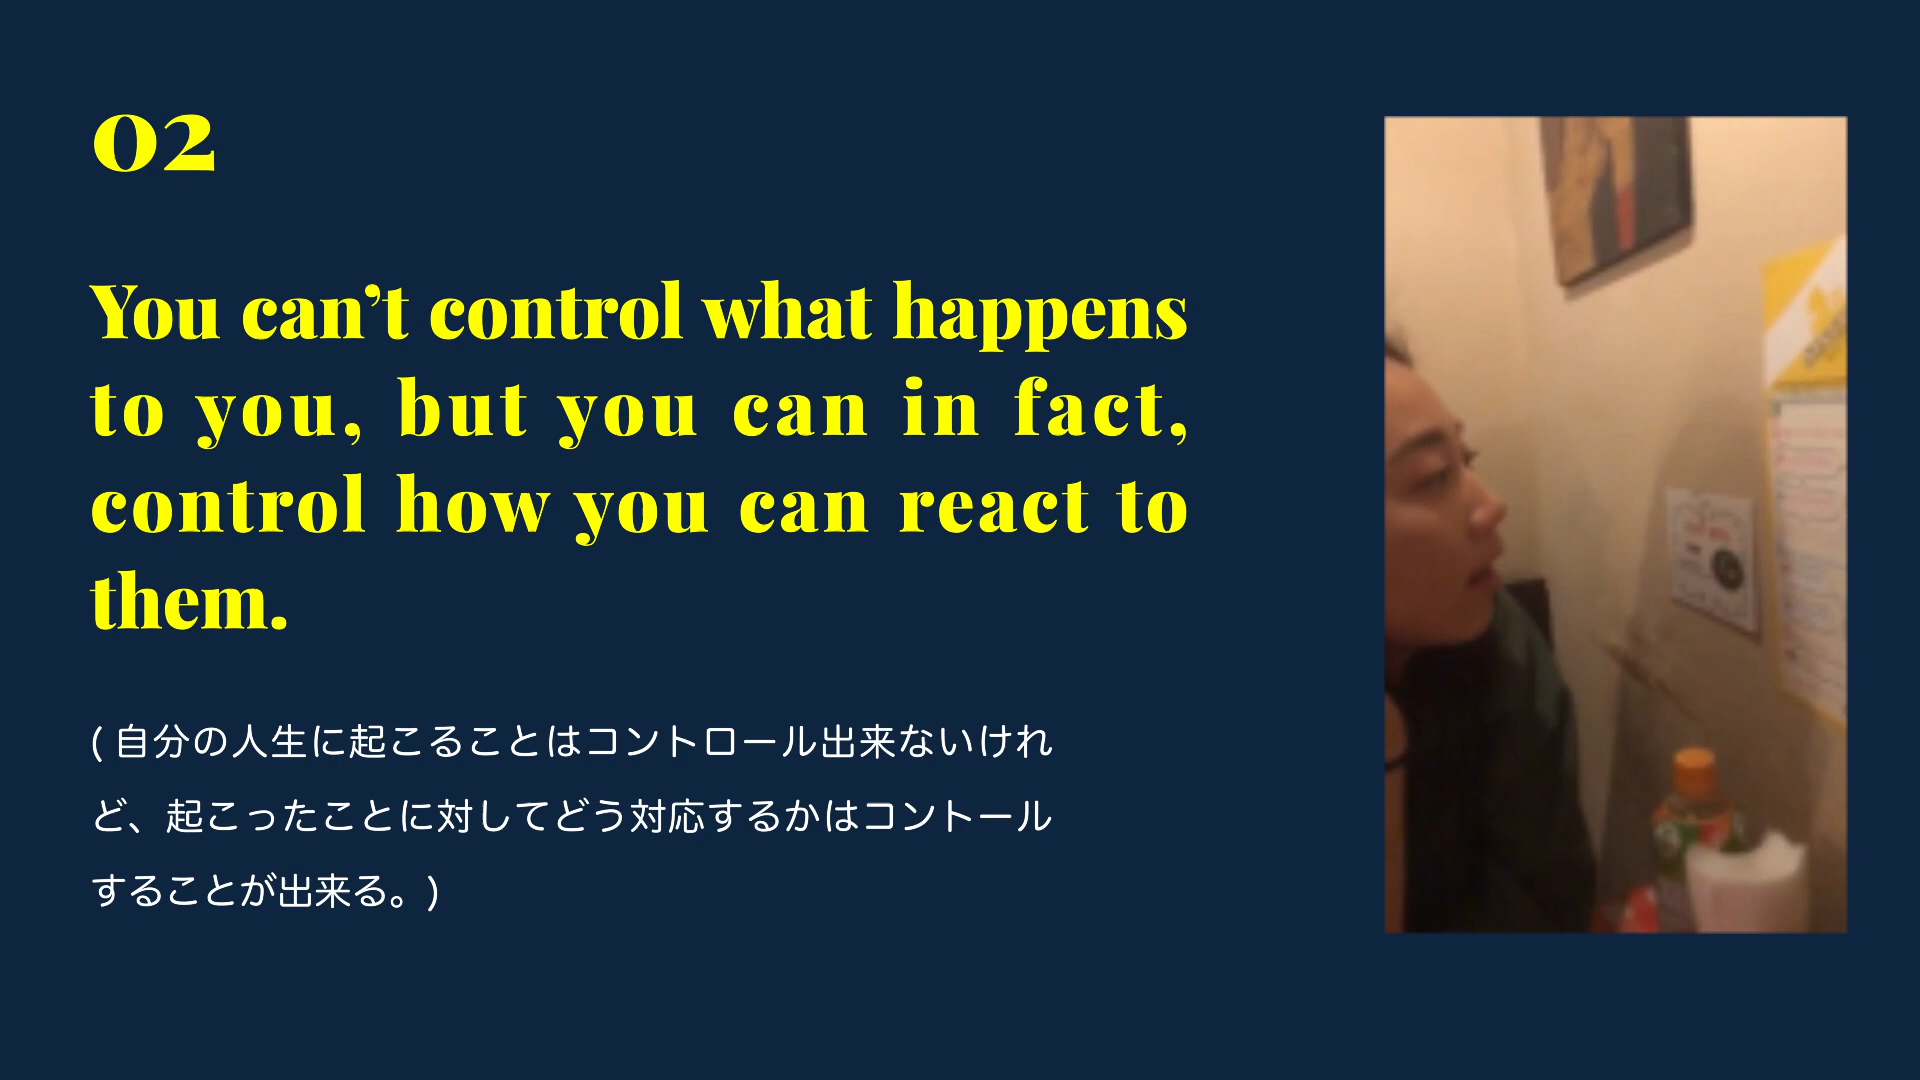 02
You can’t control what happens
to you, but you can in fact,
control how you can react to
them.
( 自分の人生に起こることはコントロール出来ないけれ
ど、起こったことに対してどう対応するかはコントール
することが出来る。)